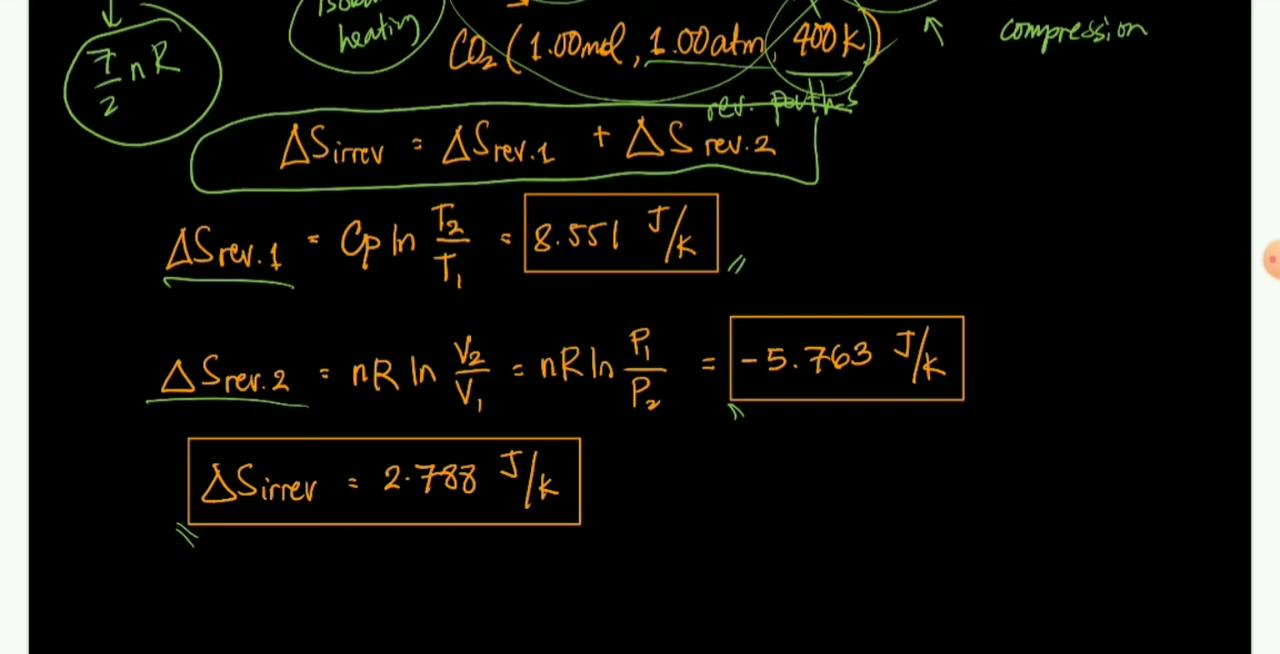 heating
7/2 nR
CO₂ (1.00mol, 1.00atm, 400K)
compression
rev. paths
ΔSirrev = ΔSrev.1 + ΔSrev.2
ΔSrev.1 = Cp ln T₂/T₁ = 8.551 J/K
ΔSrev.2 = nR ln V₂/V₁ = nR ln P₁/P₂ = -5.763 J/K
ΔSirrev = 2.788 J/K